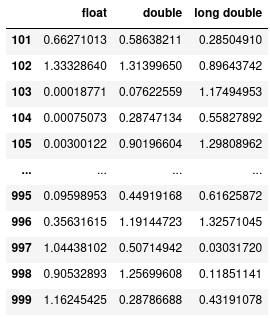 float double long double
101 0.66271013 0.58638211 0.28504910
102 1.33328640 1.31399650 0.89643742
103 0.00018771 0.07622559 1.17494953
104 0.00075073 0.28747134 0.55827892
105 0.00300122 0.90196604 1.29808962
... ... ... ...
995 0.09598953 0.44919168 0.61625872
996 0.35631615 1.19144723 1.32571045
997 1.04438102 0.50714942 0.03031720
998 0.90532893 1.25699608 0.11851141
999 1.16245425 0.28786688 0.43191078